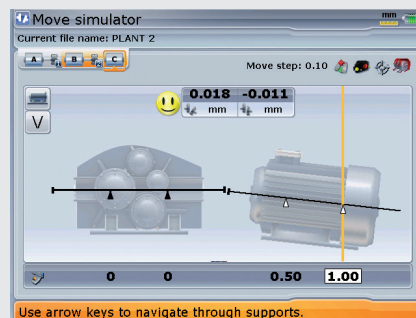 Move simulator
mm
Current file name: PLANT 2
A B C
Move step: 0.10
0.018 -0.011
mm mm
V
0 0 0.50 1.00
Use arrow keys to navigate through supports.